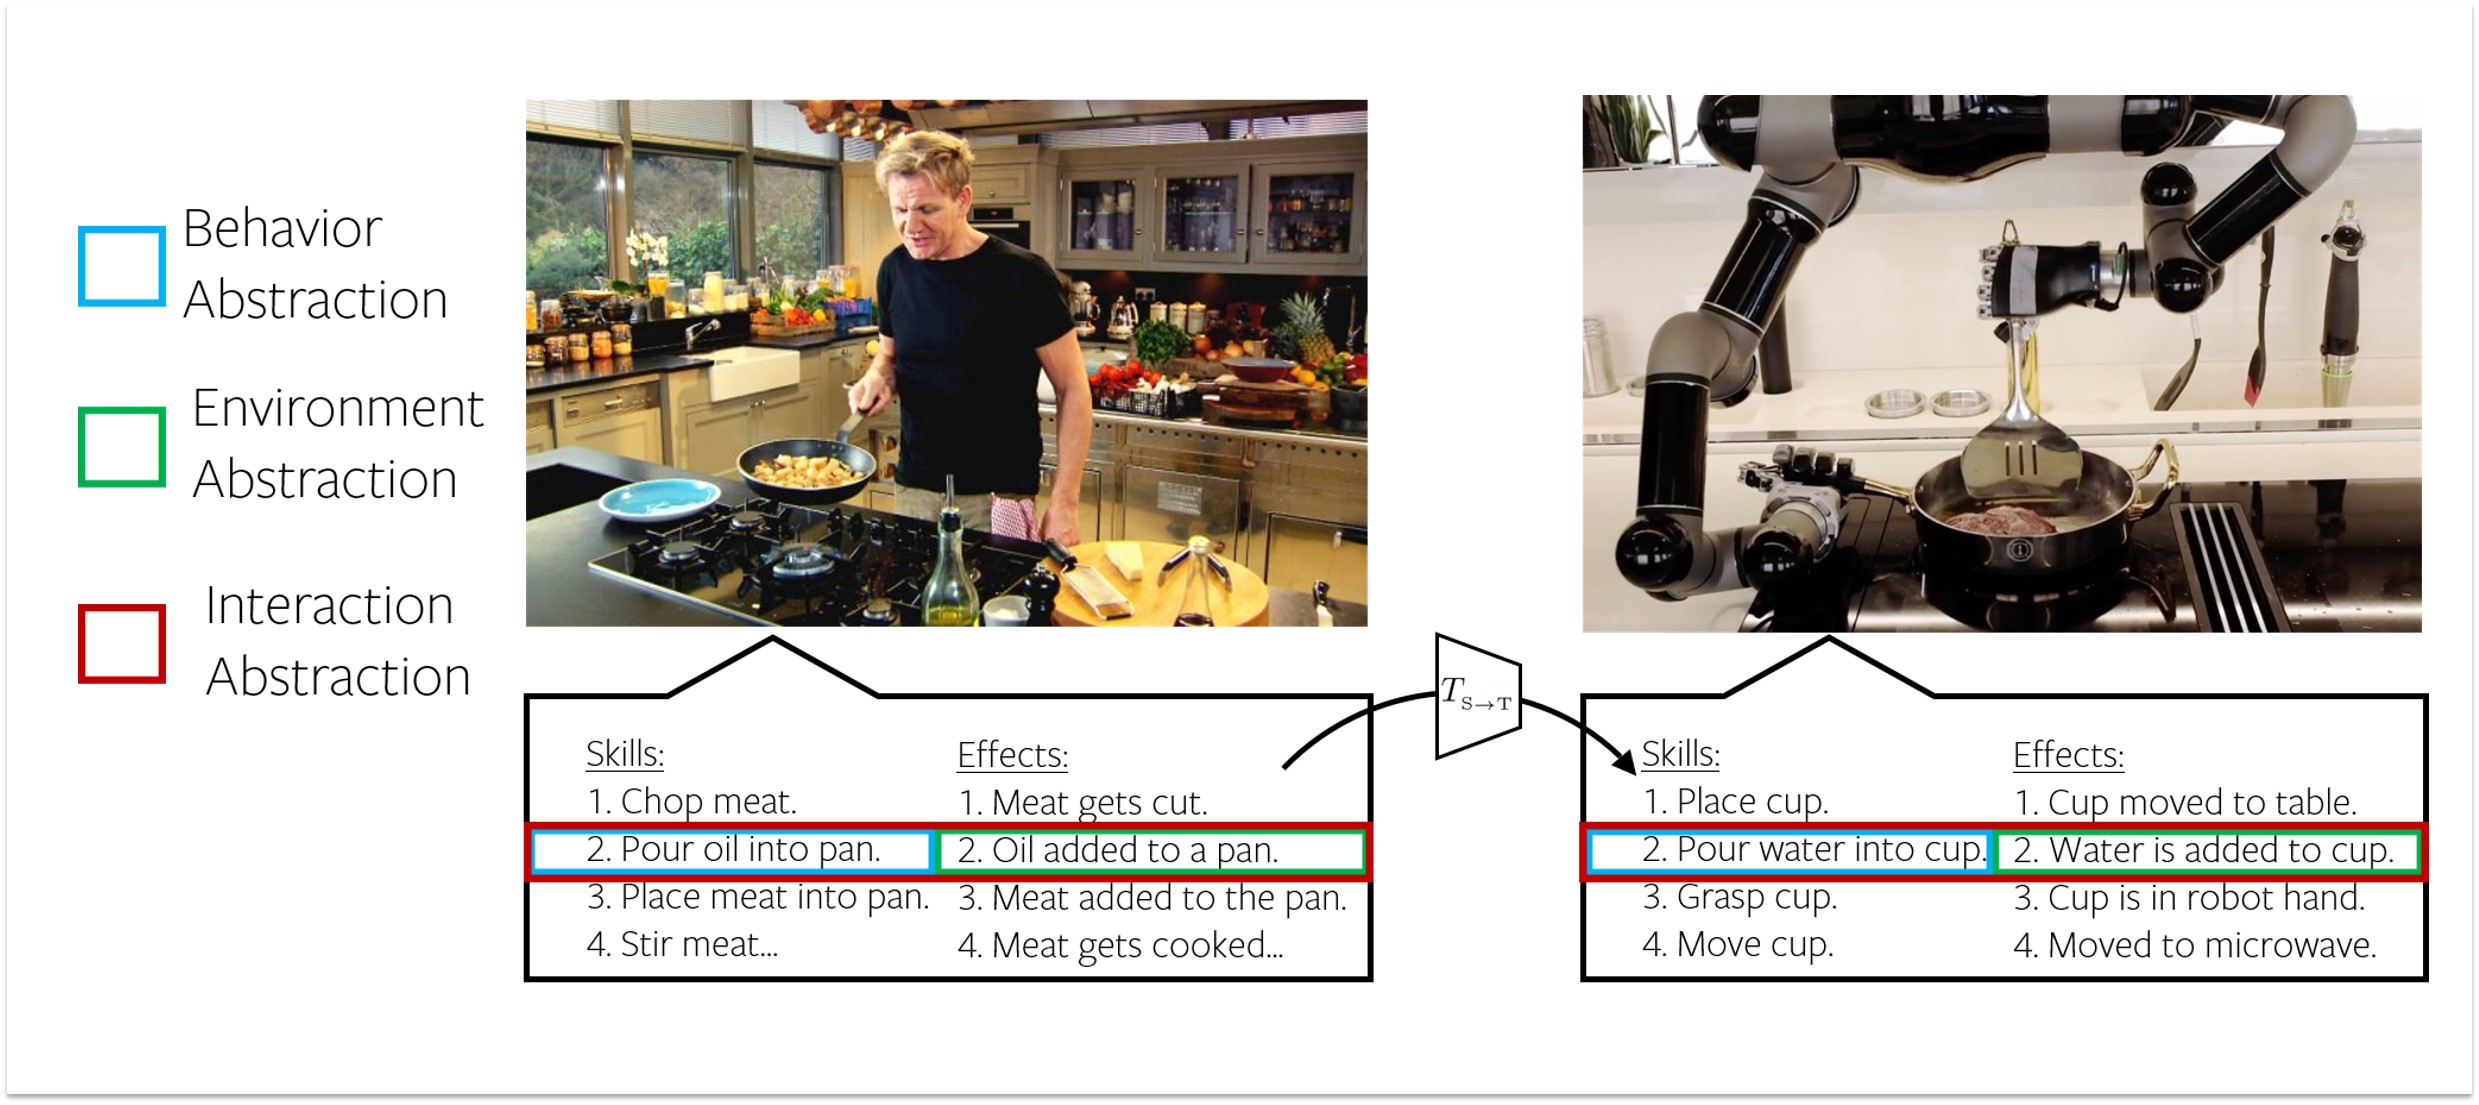 Behavior
Abstraction
Environment
Abstraction
Interaction
Abstraction
Skills:
1. Chop meat.
2. Pour oil into pan.
3. Place meat into pan.
4. Stir meat...
Effects:
1. Meat gets cut.
2. Oil added to a pan.
3. Meat added to the pan.
4. Meat gets cooked...
T S→T
Skills:
1. Place cup.
2. Pour water into cup.
3. Grasp cup.
4. Move cup.
Effects:
1. Cup moved to table.
2. Water is added to cup.
3. Cup is in robot hand.
4. Moved to microwave.